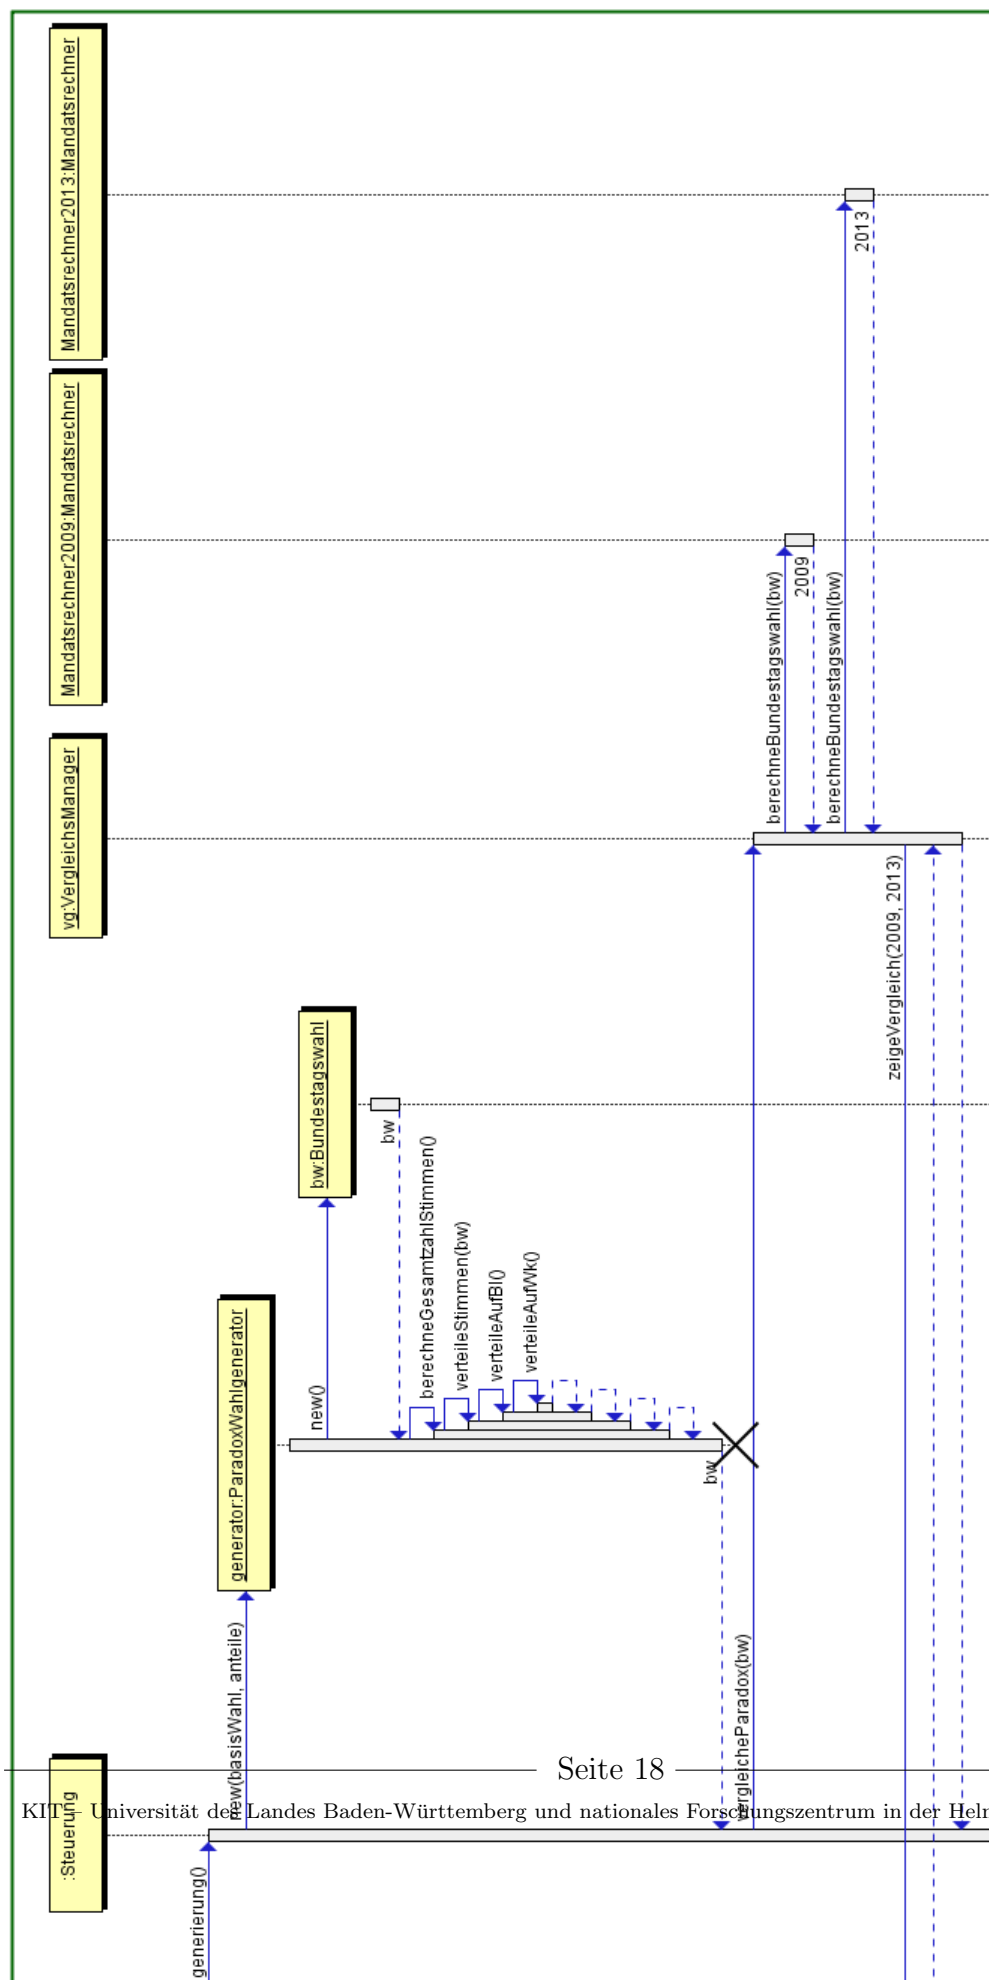 Mandatsrechner2013:Mandatsrechner
Mandatsrechner2009:Mandatsrechner
vg:VergleichsManager
bw:Bundestagswahl
generator:ParadoxWahlgenerator
:Steuerung
generierung()
new(basisWahl, anteile)
new()
bw
berechneGesamtzahlStimmen()
verteileStimmen(bw)
verteileAufBl()
verteileAufWk()
bw
vergleicheParadox(bw)
berechneBundestagswahl(bw)
2009
berechneBundestagswahl(bw)
2013
zeigeVergleich(2009, 2013)
Seite 18
KIT – Universität des Landes Baden-Württemberg und nationales Forschungszentrum in der Helm